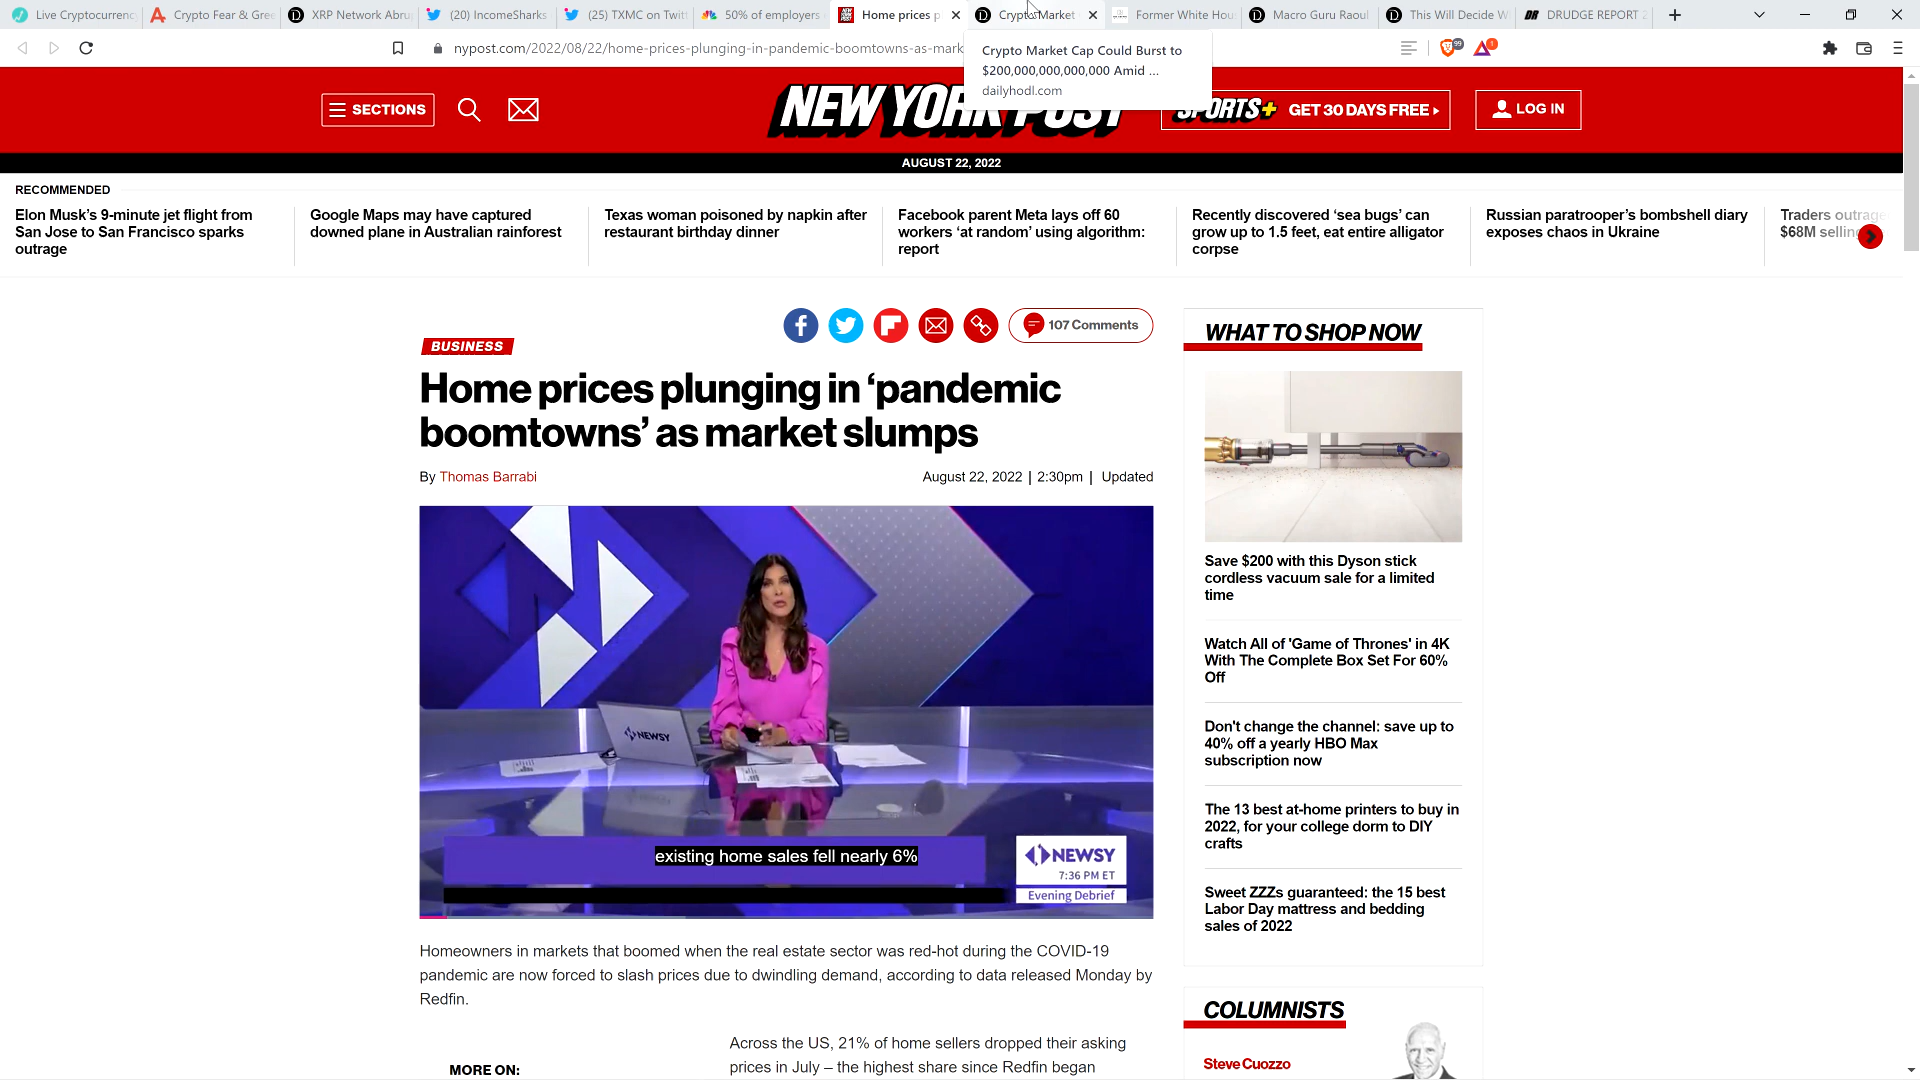 Live Cryptocurrenc
Crypto Fear & Gree
XRP Network Abru
(20) IncomeSharks
(25) TXMC on Twitt
50% of employers
Home prices p
Crypto Market
Former White Hou
Macro Guru Raoul
This Will Decide W
DRUDGE REPORT 2
nypost.com/2022/08/22/home-prices-plunging-in-pandemic-boomtowns-as-mark
99
1
Crypto Market Cap Could Burst to
$200,000,000,000,000 Amid ...
dailyhodl.com
SECTIONS
NEW YORK POST
SPORTS+ GET 30 DAYS FREE
LOG IN
AUGUST 22, 2022
RECOMMENDED
Elon Musk’s 9-minute jet flight from
San Jose to San Francisco sparks
outrage
Google Maps may have captured
downed plane in Australian rainforest
Texas woman poisoned by napkin after
restaurant birthday dinner
Facebook parent Meta lays off 60
workers ‘at random’ using algorithm:
report
Recently discovered ‘sea bugs’ can
grow up to 1.5 feet, eat entire alligator
corpse
Russian paratrooper’s bombshell diary
exposes chaos in Ukraine
Traders outrage
$68M selling
107 Comments
BUSINESS
Home prices plunging in ‘pandemic
boomtowns’ as market slumps
By Thomas Barrabi
August 22, 2022 | 2:30pm | Updated
NEWSY
existing home sales fell nearly 6%
NEWSY
7:36 PM ET
Evening Debrief
Homeowners in markets that boomed when the real estate sector was red-hot during the COVID-19
pandemic are now forced to slash prices due to dwindling demand, according to data released Monday by
Redfin.
MORE ON:
Across the US, 21% of home sellers dropped their asking
prices in July – the highest share since Redfin began
WHAT TO SHOP NOW
Save $200 with this Dyson stick
cordless vacuum sale for a limited
time
Watch All of 'Game of Thrones' in 4K
With The Complete Box Set For 60%
Off
Don't change the channel: save up to
40% off a yearly HBO Max
subscription now
The 13 best at-home printers to buy in
2022, for your college dorm to DIY
crafts
Sweet ZZZs guaranteed: the 15 best
Labor Day mattress and bedding
sales of 2022
COLUMNISTS
Steve Cuozzo